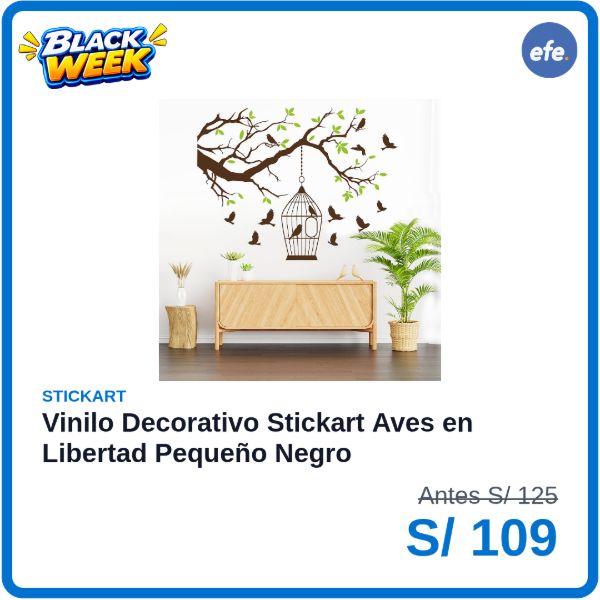 BLACK
WEEK
efe.
STICKART
Vinilo Decorativo Stickart Aves en
Libertad Pequeño Negro
Antes S/ 125
S/ 109